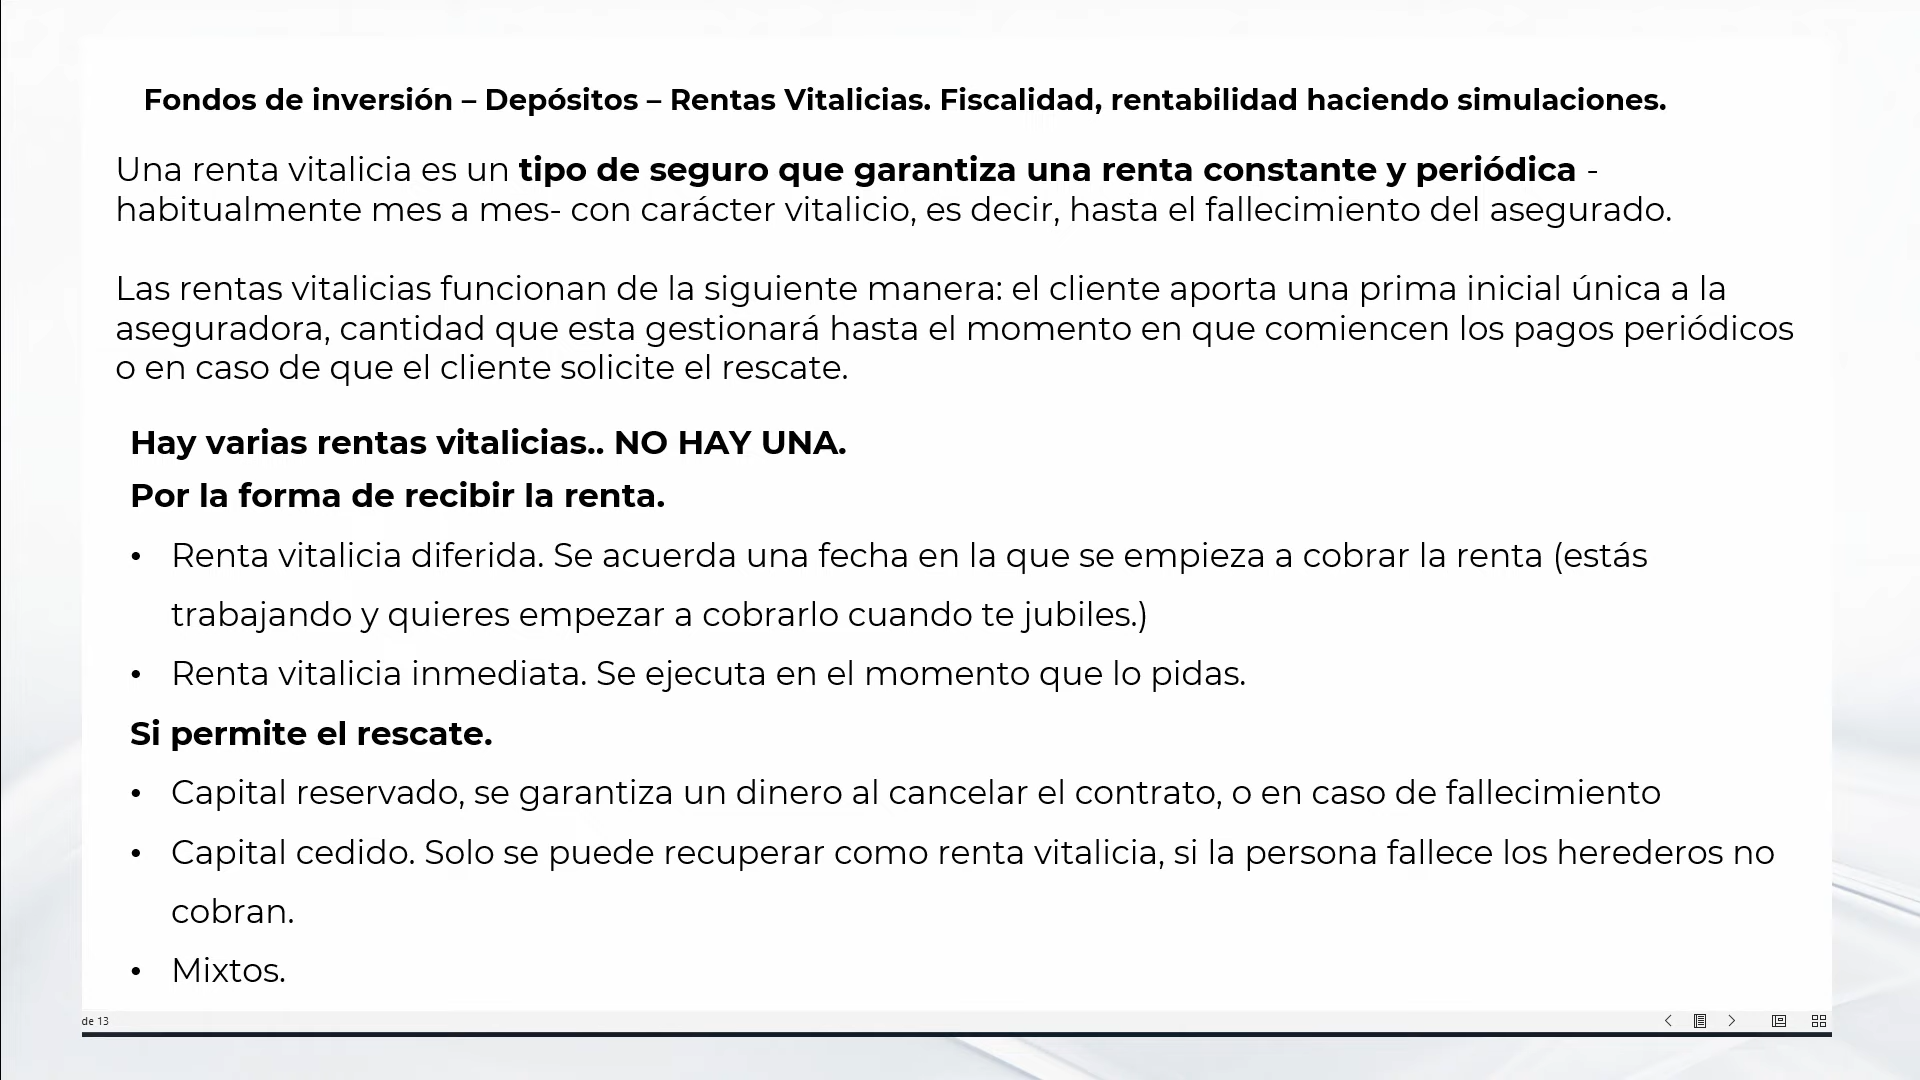 Fondos de inversión – Depósitos – Rentas Vitalicias. Fiscalidad, rentabilidad haciendo simulaciones.
Una renta vitalicia es un tipo de seguro que garantiza una renta constante y periódica -
habitualmente mes a mes- con carácter vitalicio, es decir, hasta el fallecimiento del asegurado.
Las rentas vitalicias funcionan de la siguiente manera: el cliente aporta una prima inicial única a la
aseguradora, cantidad que esta gestionará hasta el momento en que comiencen los pagos periódicos
o en caso de que el cliente solicite el rescate.
Hay varias rentas vitalicias.. NO HAY UNA.
Por la forma de recibir la renta.
• Renta vitalicia diferida. Se acuerda una fecha en la que se empieza a cobrar la renta (estás
trabajando y quieres empezar a cobrarlo cuando te jubiles.)
• Renta vitalicia inmediata. Se ejecuta en el momento que lo pidas.
Si permite el rescate.
• Capital reservado, se garantiza un dinero al cancelar el contrato, o en caso de fallecimiento
• Capital cedido. Solo se puede recuperar como renta vitalicia, si la persona fallece los herederos no
cobran.
• Mixtos.
de 13